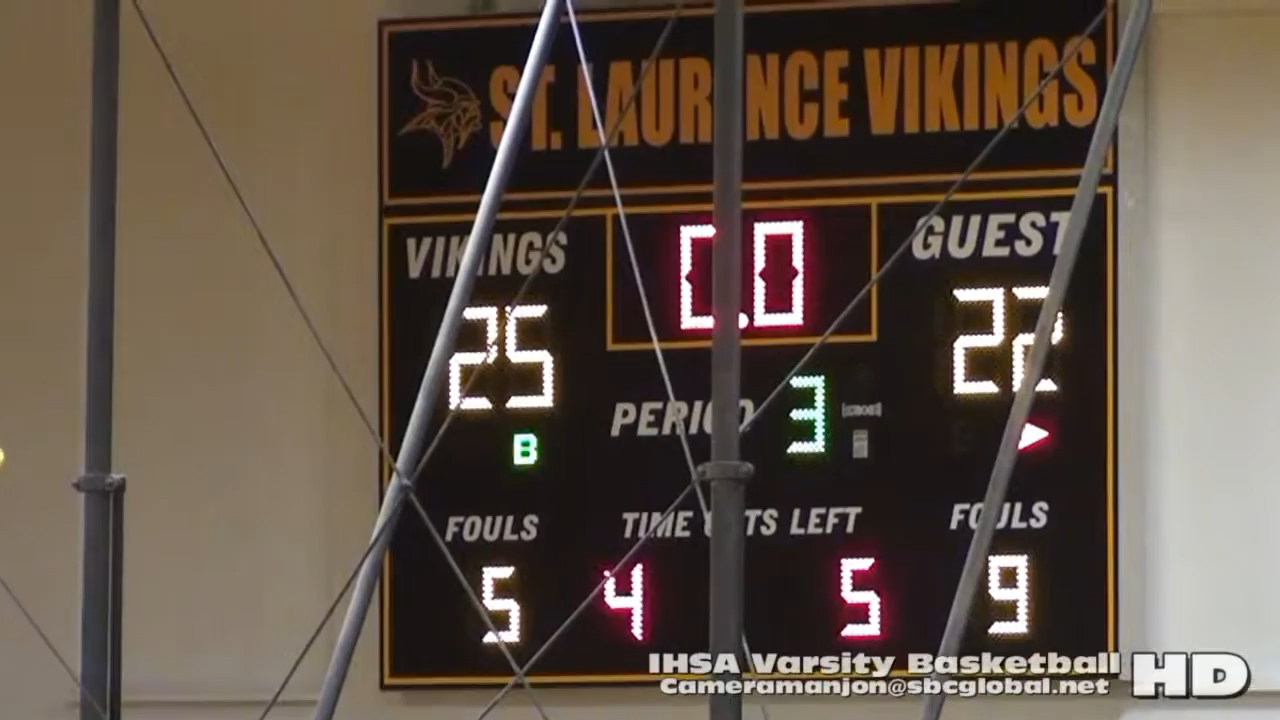 ST. LAURENCE VIKINGS
VIKINGS 0.0 GUEST
25 22
PERIOD 3
B
FOULS TIME OUTS LEFT FOULS
5 4 5 9
IHSA Varsity Basketball HD
Cameramanjon@sbcglobal.net